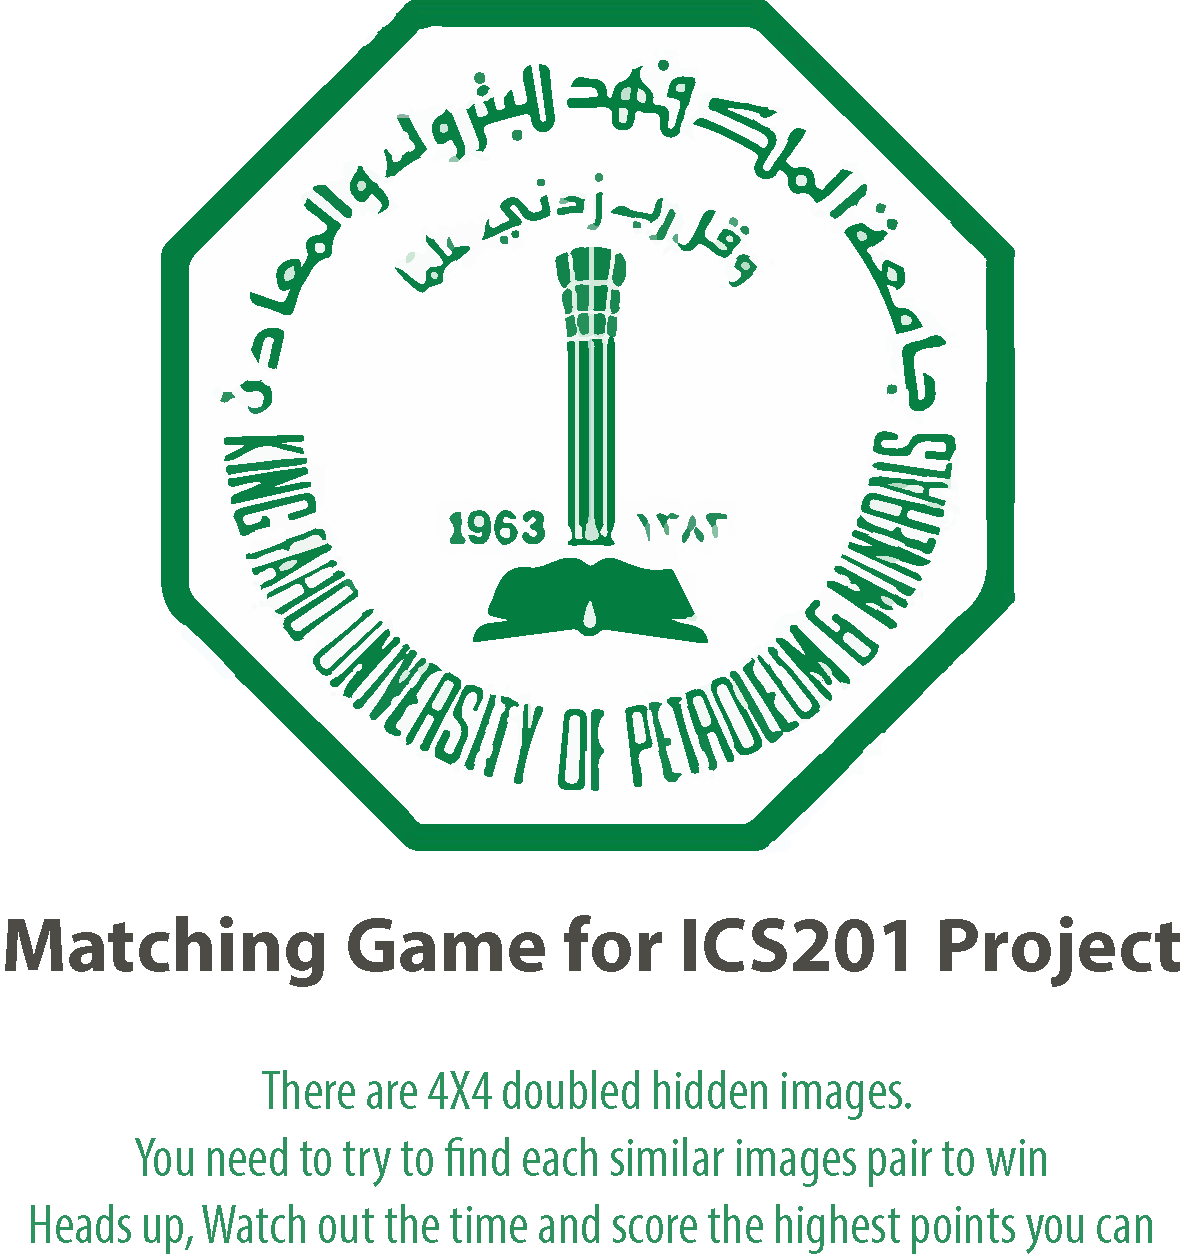 جامعة الملك فهد للبترول والمعادن
وقل رب زدني علما
1963 ١٣٨٣
KING FAHD UNIVERSITY OF PETROLEUM & MINERALS
Matching Game for ICS201 Project
There are 4X4 doubled hidden images.
You need to try to find each similar images pair to win
Heads up, Watch out the time and score the highest points you can